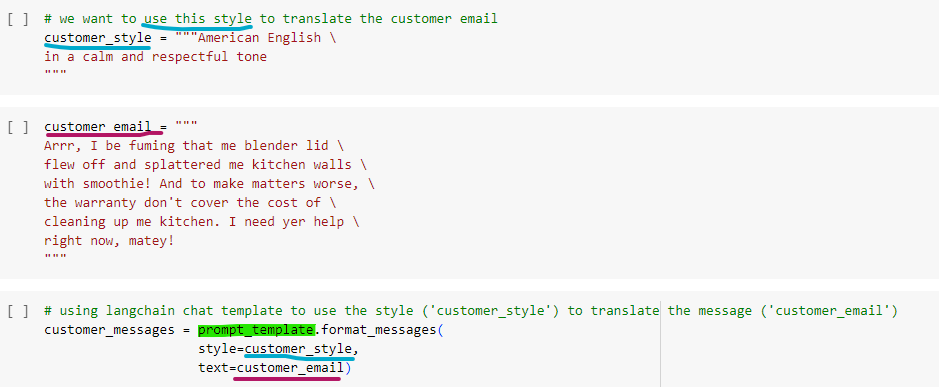 [ ] # we want to use this style to translate the customer email
customer_style = """American English \
in a calm and respectful tone
"""
[ ] customer_email = """
Arrr, I be fuming that me blender lid \
flew off and splattered me kitchen walls \
with smoothie! And to make matters worse, \
the warranty don't cover the cost of \
cleaning up me kitchen. I need yer help \
right now, matey!
"""
[ ] # using langchain chat template to use the style ('customer_style') to translate the message ('customer_email')
customer_messages = prompt_template.format_messages(
style=customer_style,
text=customer_email)